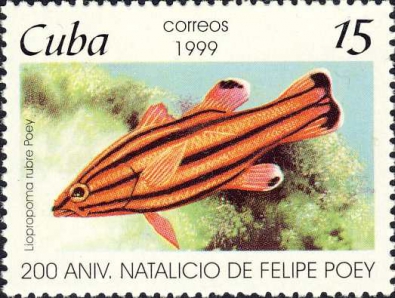 Cuba
correos
1999
15
Liopropoma rubre Poey
200 ANIV. NATALICIO DE FELIPE POEY